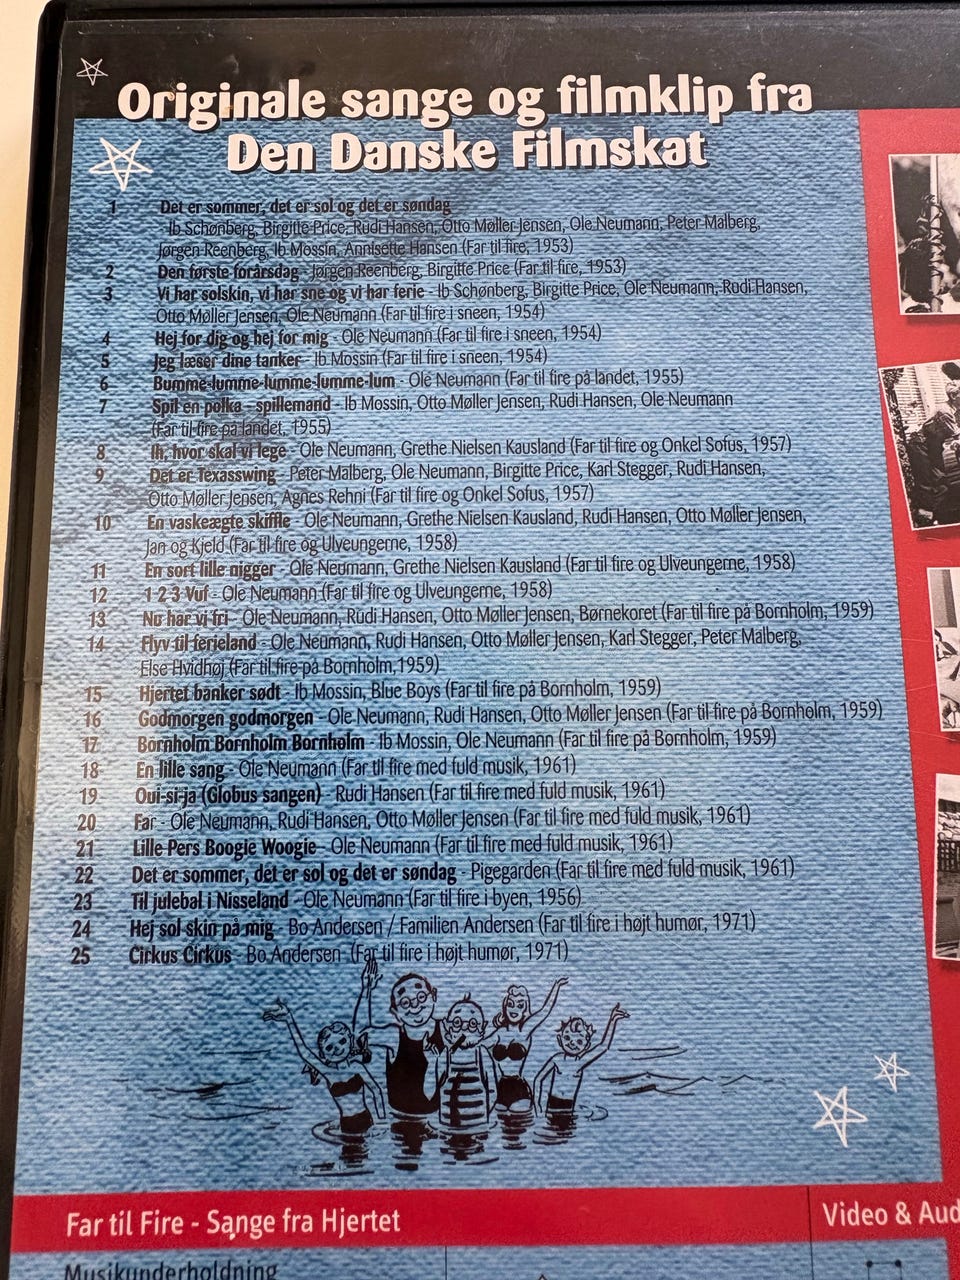 Originale sange og filmklip fra
Den Danske Filmskat
1 Det er sommer, det er sol og det er søndag
Ib Schønberg, Birgitte Price, Rudi Hansen, Otto Møller Jensen, Ole Neumann, Peter Malberg,
Jørgen Reenberg, Ib Mossin, Annisette Hansen (Far til fire, 1953)
2 Den første forårsdag - Jørgen Reenberg, Birgitte Price (Far til fire, 1953)
3 Vi har solskin, vi har sne og vi har ferie - Ib Schønberg, Birgitte Price, Ole Neumann, Rudi Hansen,
Otto Møller Jensen, Ole Neumann (Far til fire i sneen, 1954)
4 Hej for dig og hej for mig - Ole Neumann (Far til fire i sneen, 1954)
5 Jeg læser dine tanker - Ib Mossin (Far til fire i sneen, 1954)
6 Bumme-lumme-lumme-lumme-lum - Ole Neumann (Far til fire på landet, 1955)
7 Spil en polka - spillemand - Ib Mossin, Otto Møller Jensen, Rudi Hansen, Ole Neumann
(Far til fire på landet, 1955)
8 Ih, hvor skal vi lege - Ole Neumann, Grethe Nielsen Kausland (Far til fire og Onkel Sofus, 1957)
9 Det er Texasswing - Peter Malberg, Ole Neumann, Birgitte Price, Karl Stegger, Rudi Hansen,
Otto Møller Jensen, Agnes Rehni (Far til fire og Onkel Sofus, 1957)
10 En vaskeægte skiffle - Ole Neumann, Grethe Nielsen Kausland, Rudi Hansen, Otto Møller Jensen,
Jan og Kjeld (Far til fire og Ulveungerne, 1958)
11 En sort lille nigger - Ole Neumann, Grethe Nielsen Kausland (Far til fire og Ulveungerne, 1958)
12 1 2 3 Vuf - Ole Neumann (Far til fire og Ulveungerne, 1958)
13 Nu har vi fri - Ole Neumann, Rudi Hansen, Otto Møller Jensen, Børnekoret (Far til fire på Bornholm, 1959)
14 Flyv til ferieland - Ole Neumann, Rudi Hansen, Otto Møller Jensen, Karl Stegger, Peter Malberg,
Else Hvidhøj (Far til fire på Bornholm,1959)
15 Hjertet banker sødt - Ib Mossin, Blue Boys (Far til fire på Bornholm, 1959)
16 Godmorgen godmorgen - Ole Neumann, Rudi Hansen, Otto Møller Jensen (Far til fire på Bornholm, 1959)
17 Bornholm Bornholm Bornholm - Ib Mossin, Ole Neumann (Far til fire på Bornholm, 1959)
18 En lille sang - Ole Neumann (Far til fire med fuld musik, 1961)
19 Oui-si-ja (Globus sangen) - Rudi Hansen (Far til fire med fuld musik, 1961)
20 Far - Ole Neumann, Rudi Hansen, Otto Møller Jensen (Far til fire med fuld musik, 1961)
21 Lille Pers Boogie Woogie - Ole Neumann (Far til fire med fuld musik, 1961)
22 Det er sommer, det er sol og det er søndag - Pigegarden (Far til fire med fuld musik, 1961)
23 Til julebal i Nisseland - Ole Neumann (Far til fire i byen, 1956)
24 Hej sol skin på mig - Bo Andersen / Familien Andersen (Far til fire i højt humør, 1971)
25 Cirkus Cirkus - Bo Andersen (Far til fire i højt humør, 1971)
Far til Fire - Sange fra Hjertet
Video & Aud
Musikunderholdning